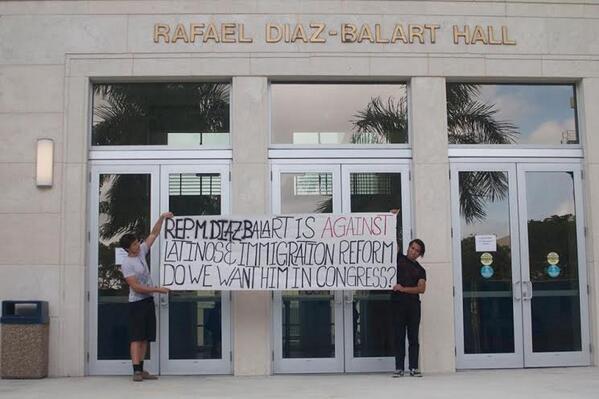 RAFAEL DIAZ-BALART HALL
REP. M. DIAZ BALART IS AGAINST
LATINOS & IMMIGRATION REFORM
DO WE WANT HIM IN CONGRESS?